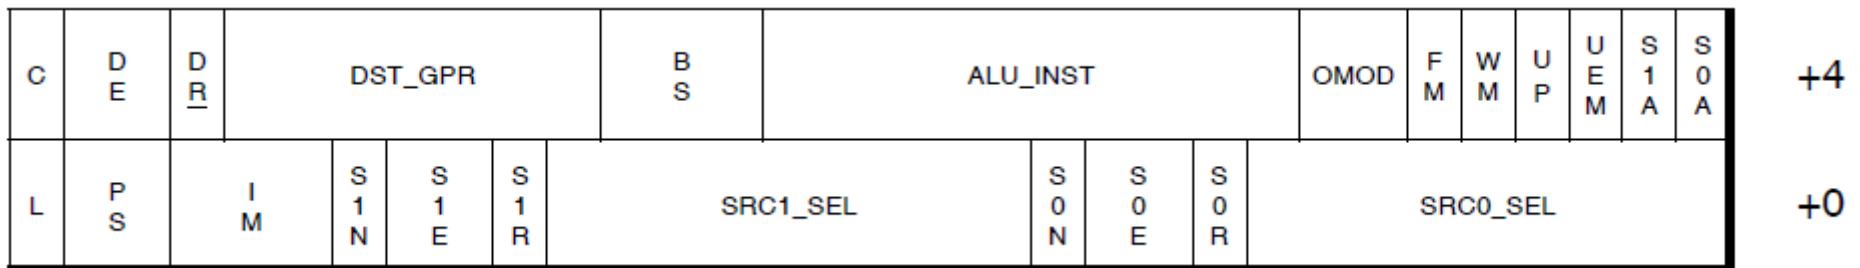 C DE DR DST_GPR BS ALU_INST OMOD FM WM UP UEM S1A S0A +4
L PS IM S1N S1E S1R SRC1_SEL S0N S0E S0R SRC0_SEL +0